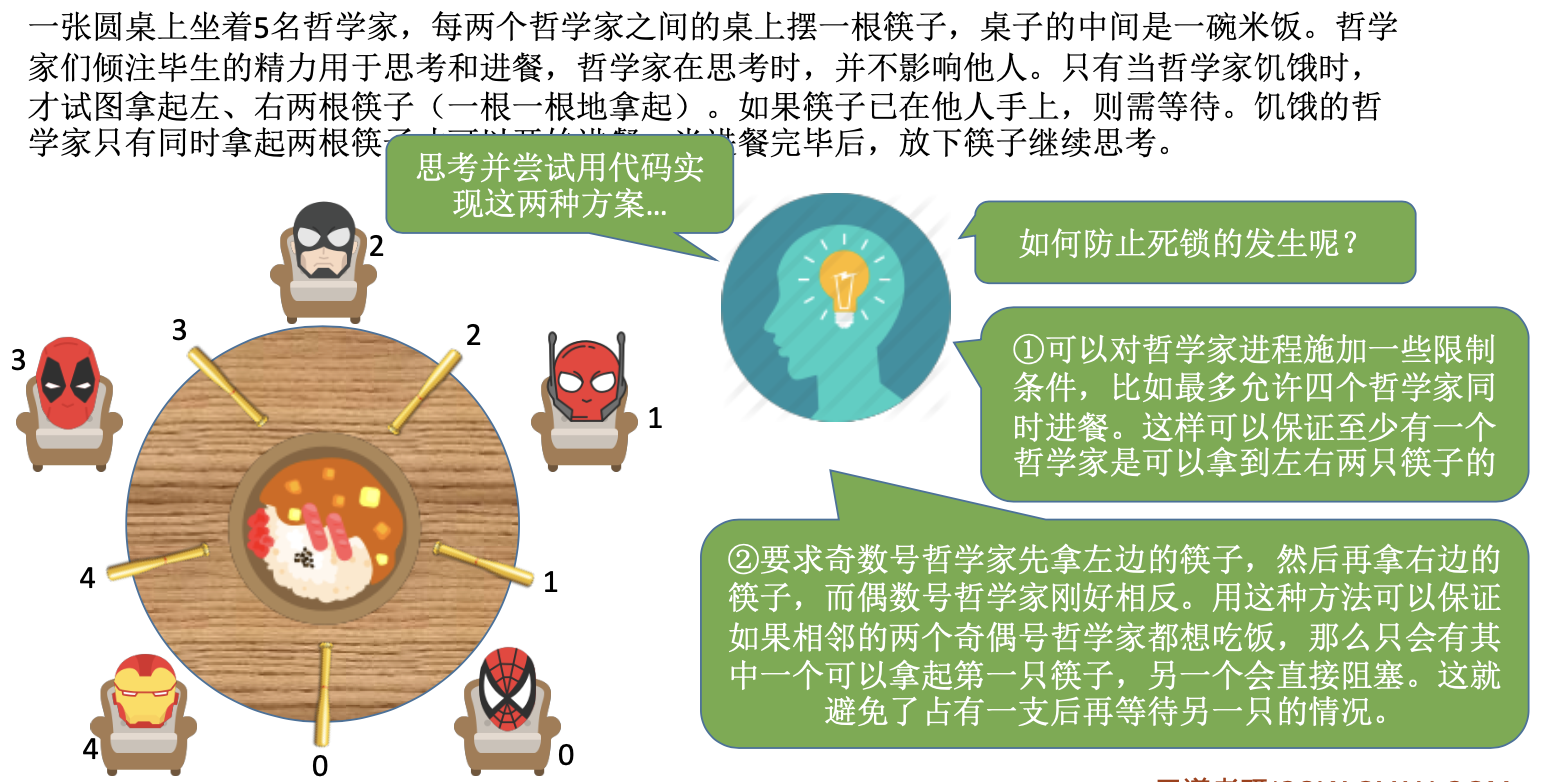 一张圆桌上坐着5名哲学家，每两个哲学家之间的桌上摆一根筷子，桌子的中间是一碗米饭。哲学
家们倾注毕生的精力用于思考和进餐，哲学家在思考时，并不影响他人。只有当哲学家饥饿时，
才试图拿起左、右两根筷子（一根一根地拿起）。如果筷子已在他人手上，则需等待。饥饿的哲
学家只有同时拿起两根筷 餐完毕后，放下筷子继续思考。
思考并尝试用代码实
现这两种方案…
如何防止死锁的发生呢？
①可以对哲学家进程施加一些限制
条件，比如最多允许四个哲学家同
时进餐。这样可以保证至少有一个
哲学家是可以拿到左右两只筷子的
②要求奇数号哲学家先拿左边的筷子，然后再拿右边的
筷子，而偶数号哲学家刚好相反。用这种方法可以保证
如果相邻的两个奇偶号哲学家都想吃饭，那么只会有其
中一个可以拿起第一只筷子，另一个会直接阻塞。这就
避免了占有一支后再等待另一只的情况。
2
3
2
3
1
4
1
4
0
0